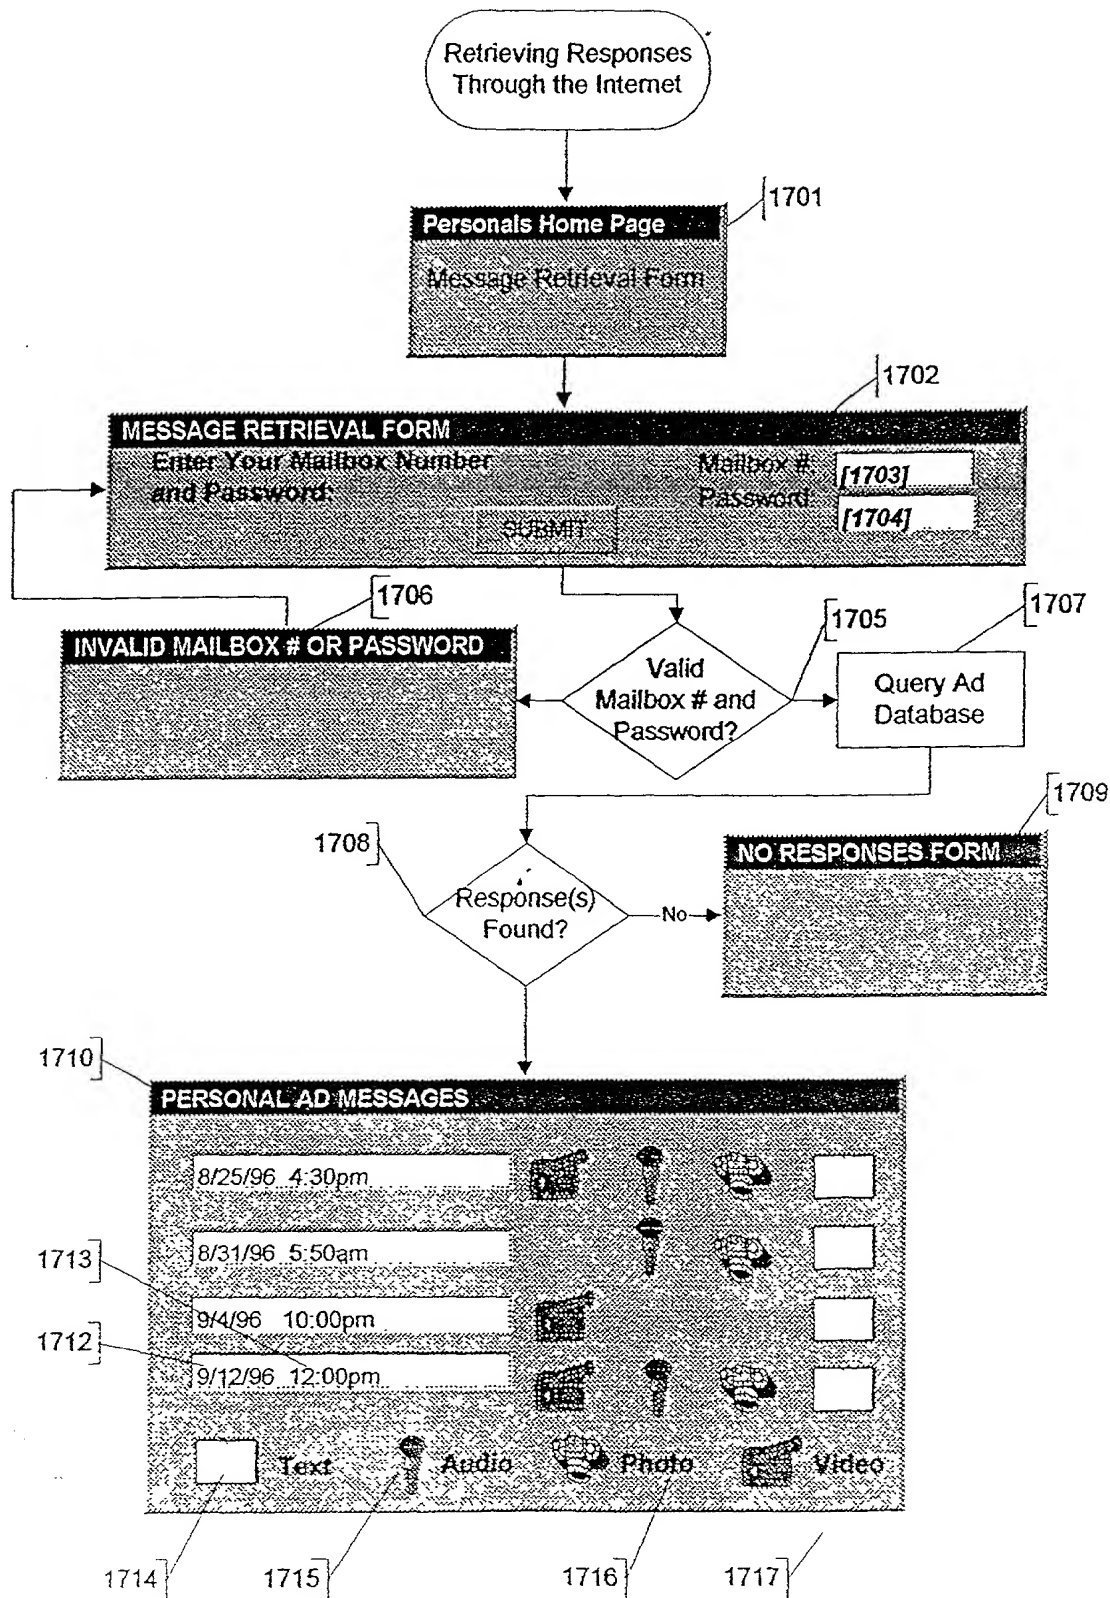 Retrieving Responses
Through the Internet
1701
Personals Home Page
Message Retrieval Form
1702
MESSAGE RETRIEVAL FORM
Enter Your Mailbox Number
and Password:
Mailbox #:
[1703]
Password:
[1704]
SUBMIT
1706
INVALID MAILBOX # OR PASSWORD
1705
Valid
Mailbox # and
Password?
1707
Query Ad
Database
1708
Response(s)
Found?
No
1709
NO RESPONSES FORM
1710
PERSONAL AD MESSAGES
8/25/96 4:30pm
8/31/96 5:50am
1713
9/4/96 10:00pm
1712
9/12/96 12:00pm
Text
Audio
Photo
Video
1714
1715
1716
1717